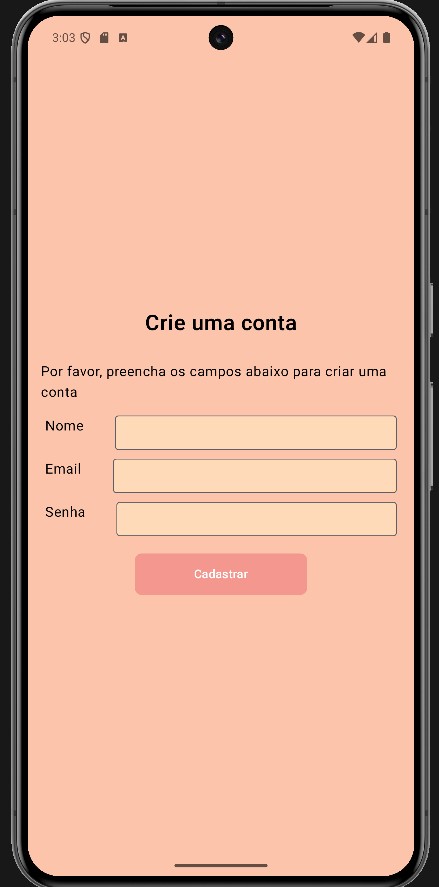 3:03
Crie uma conta
Por favor, preencha os campos abaixo para criar uma
conta
Nome
Email
Senha
Cadastrar